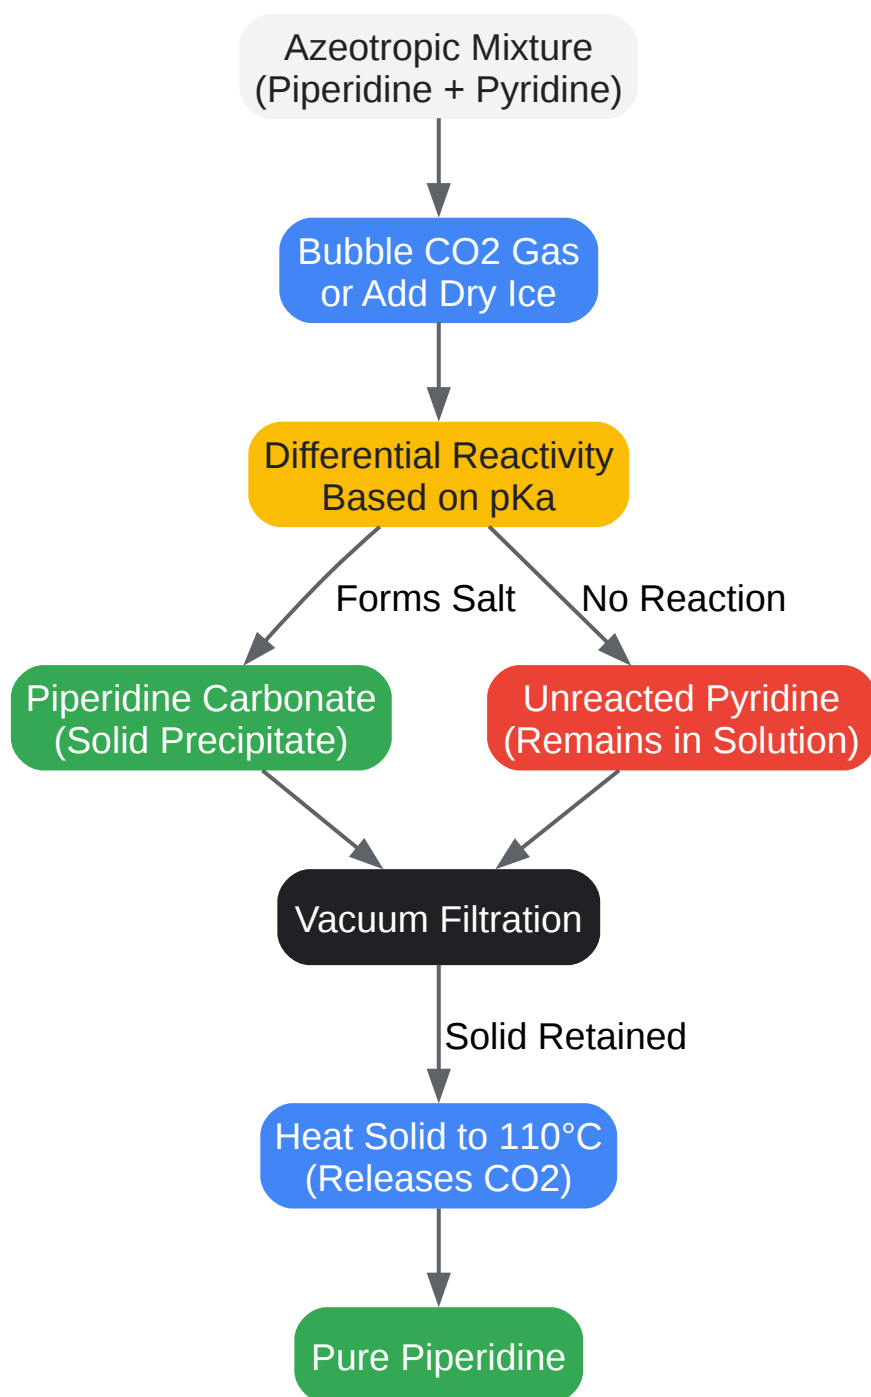 Azeotropic Mixture
(Piperidine + Pyridine)
Bubble CO2 Gas
or Add Dry Ice
Differential Reactivity
Based on pKa
Forms Salt
No Reaction
Piperidine Carbonate
(Solid Precipitate)
Unreacted Pyridine
(Remains in Solution)
Vacuum Filtration
Solid Retained
Heat Solid to 110°C
(Releases CO2)
Pure Piperidine